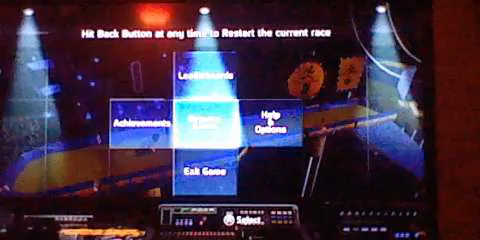 Hit Back Button at any time to Restart the current race
Leaderboards
Achievements
Help
&
Options
Exit Game
Select